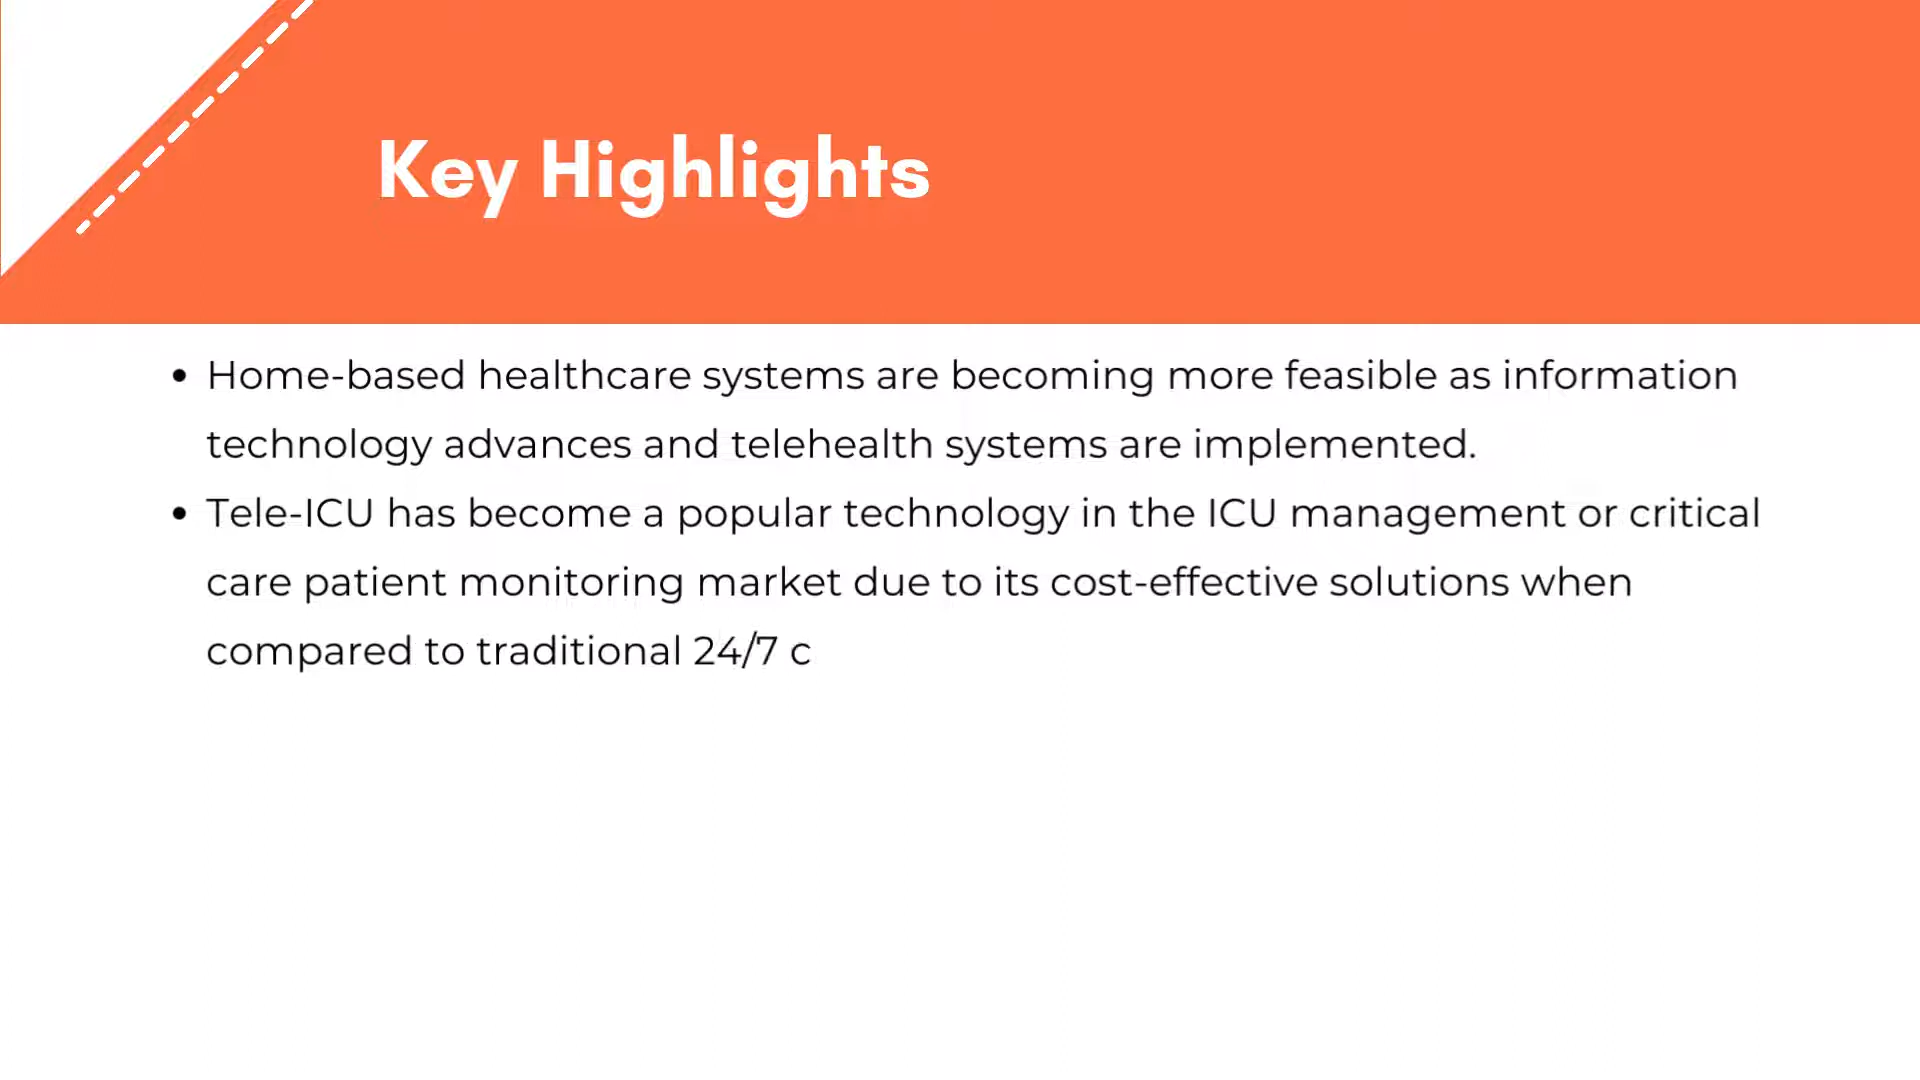 Key Highlights
• Home-based healthcare systems are becoming more feasible as information
technology advances and telehealth systems are implemented.
• Tele-ICU has become a popular technology in the ICU management or critical
care patient monitoring market due to its cost-effective solutions when
compared to traditional 24/7 c